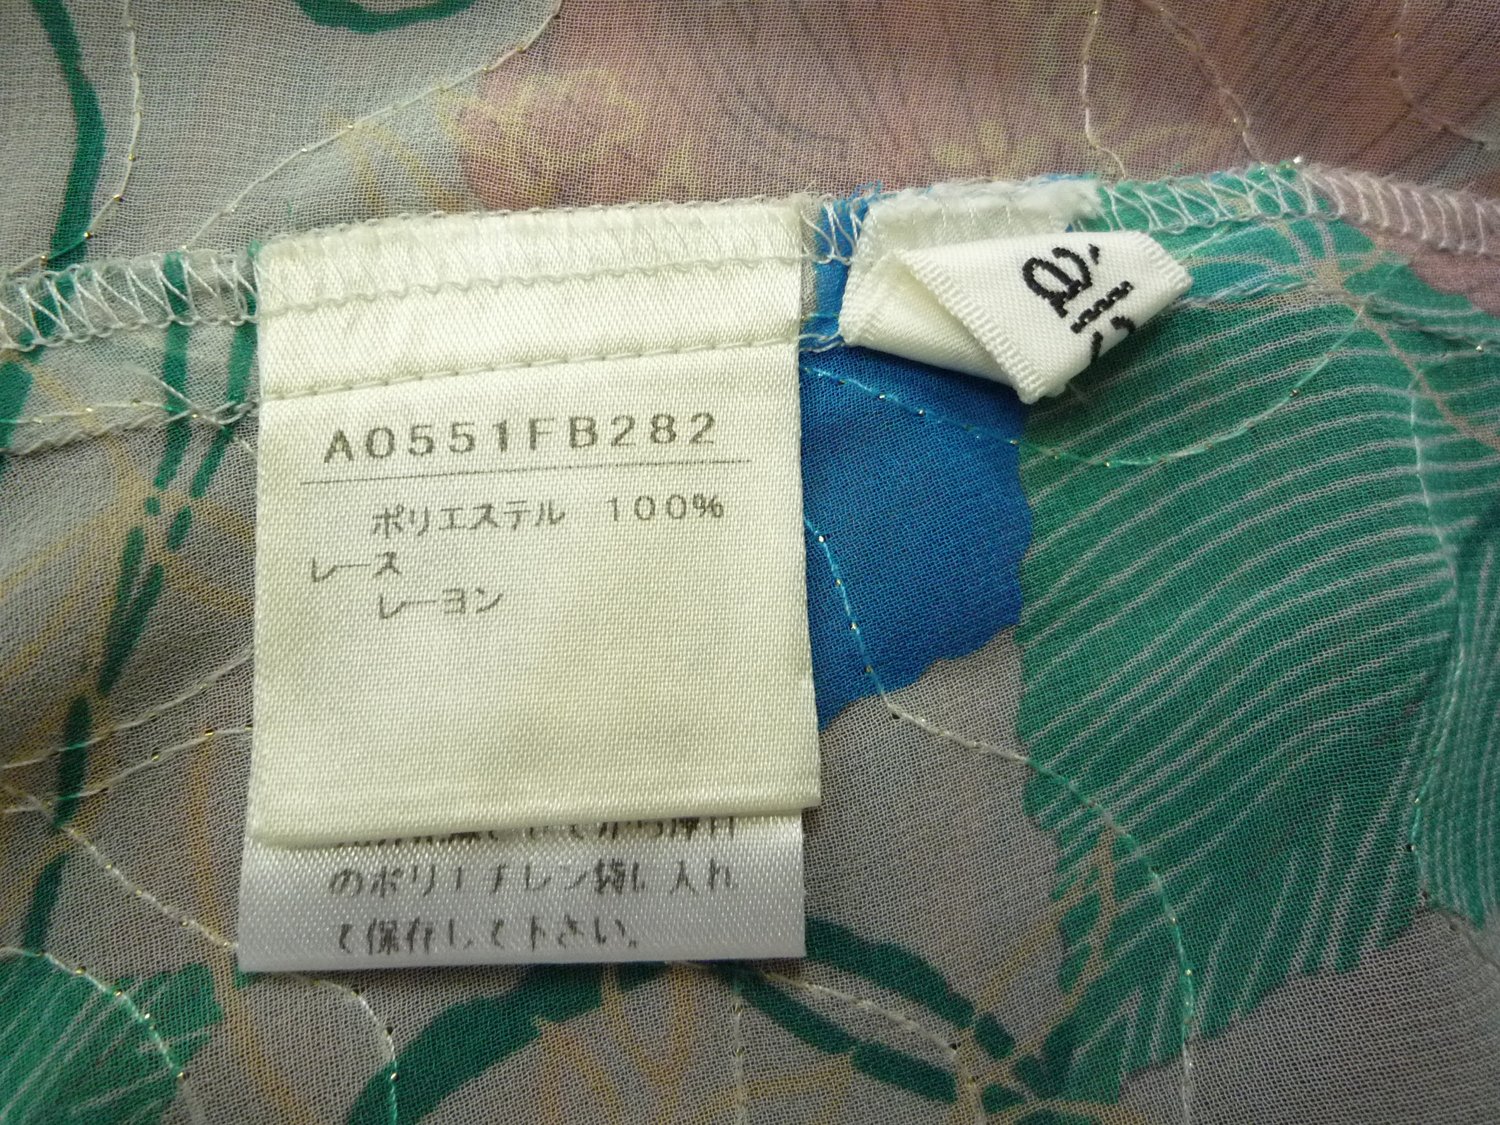 A0551FB282
ポリエステル 100%
レース
レーヨン
のポリエチレン袋に入れ
て保存して下さい。